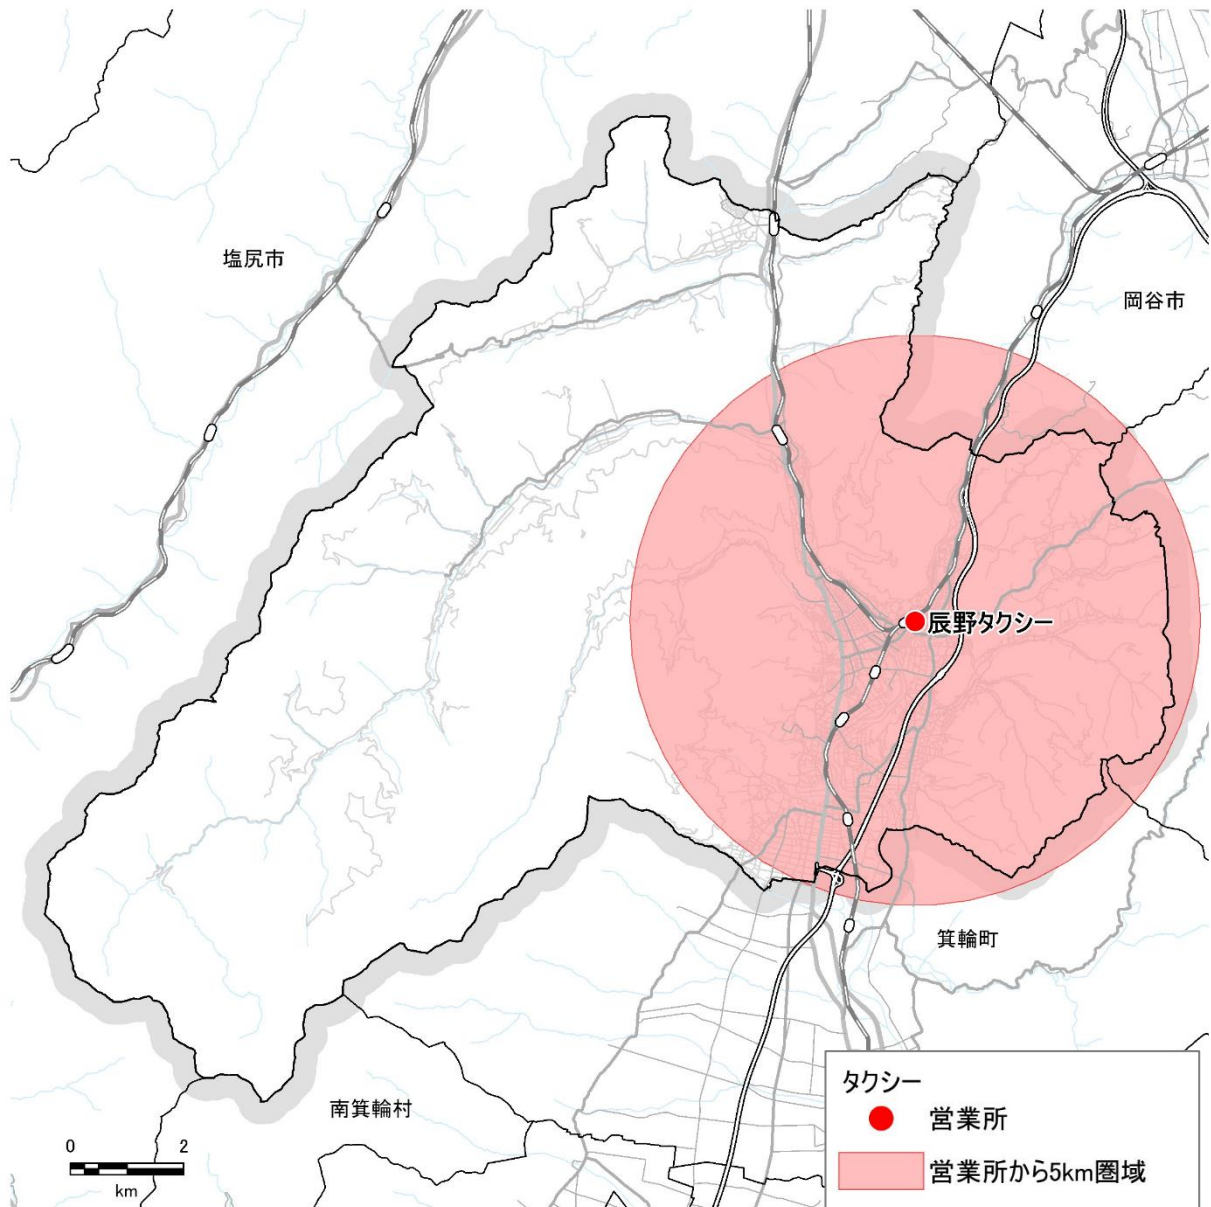 塩尻市
岡谷市
辰野タクシー
箕輪町
南箕輪村
0 2
km
タクシー
営業所
営業所から5km圏域